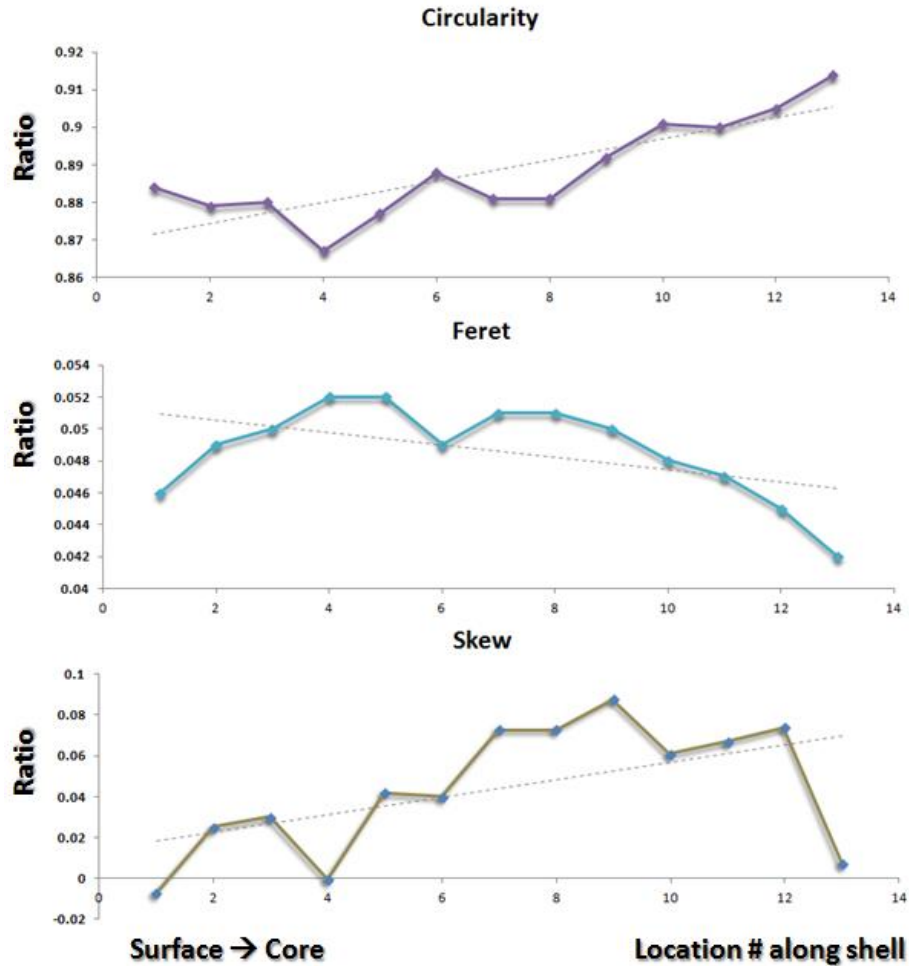 Circularity
Ratio
0.92
0.91
0.9
0.89
0.88
0.87
0.86
0 2 4 6 8 10 12 14
Feret
Ratio
0.054
0.052
0.05
0.048
0.046
0.044
0.042
0.04
0 2 4 6 8 10 12 14
Skew
Ratio
0.1
0.08
0.06
0.04
0.02
0
-0.02
0 2 4 6 8 10 12 14
Surface → Core Location # along shell